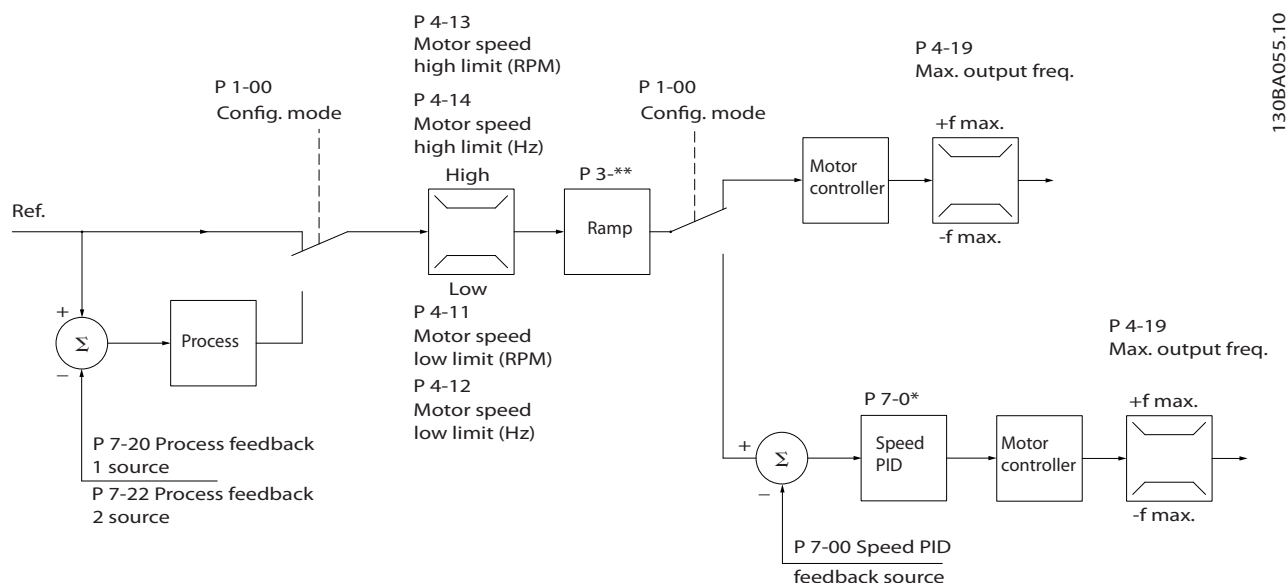 130BA055.10
P 4-13
Motor speed
high limit (RPM)
P 4-14
Motor speed
high limit (Hz)
High
P 1-00
Config. mode
P 1-00
Config. mode
P 4-19
Max. output freq.
+f max.
Motor
controller
-f max.
P 3-**
Ramp
Ref.
Low
P 4-11
Motor speed
low limit (RPM)
P 4-12
Motor speed
low limit (Hz)
+
Σ
−
Process
P 7-20 Process feedback
1 source
P 7-22 Process feedback
2 source
P 4-19
Max. output freq.
+f max.
P 7-0*
+
Σ
−
Speed
PID
Motor
controller
-f max.
P 7-00 Speed PID
feedback source